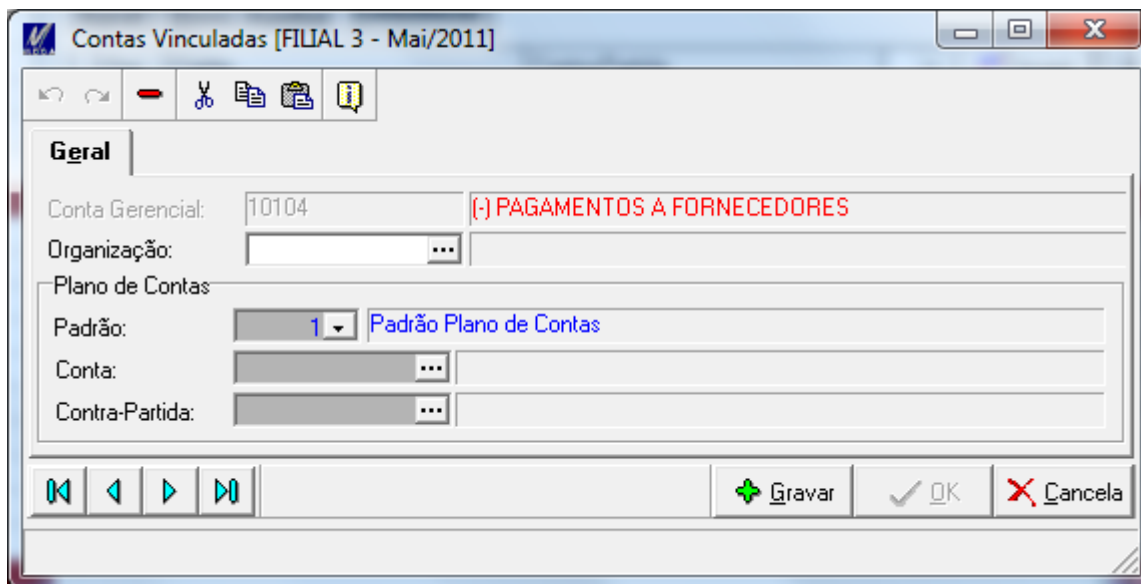 Contas Vinculadas [FILIAL 3 - Mai/2011]
Geral
Conta Gerencial: 10104 (-) PAGAMENTOS A FORNECEDORES
Organização:
Plano de Contas
Padrão: 1 Padrão Plano de Contas
Conta:
Contra-Partida:
Gravar OK Cancela